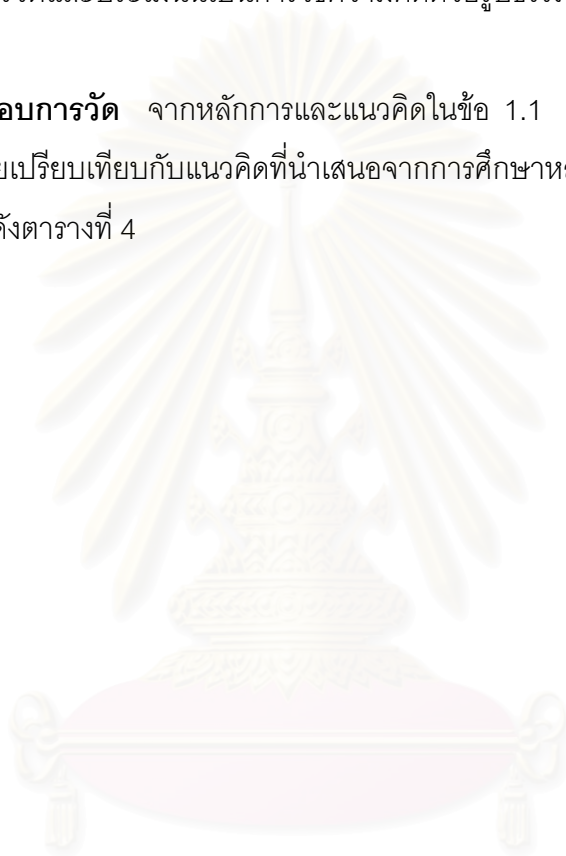 อบการวัด จากหลักการและแนวคิดในข้อ 1.1
ยเปรียบเทียบกับแนวคิดที่นำเสนอจากการศึกษาห
ดังตารางที่ 4